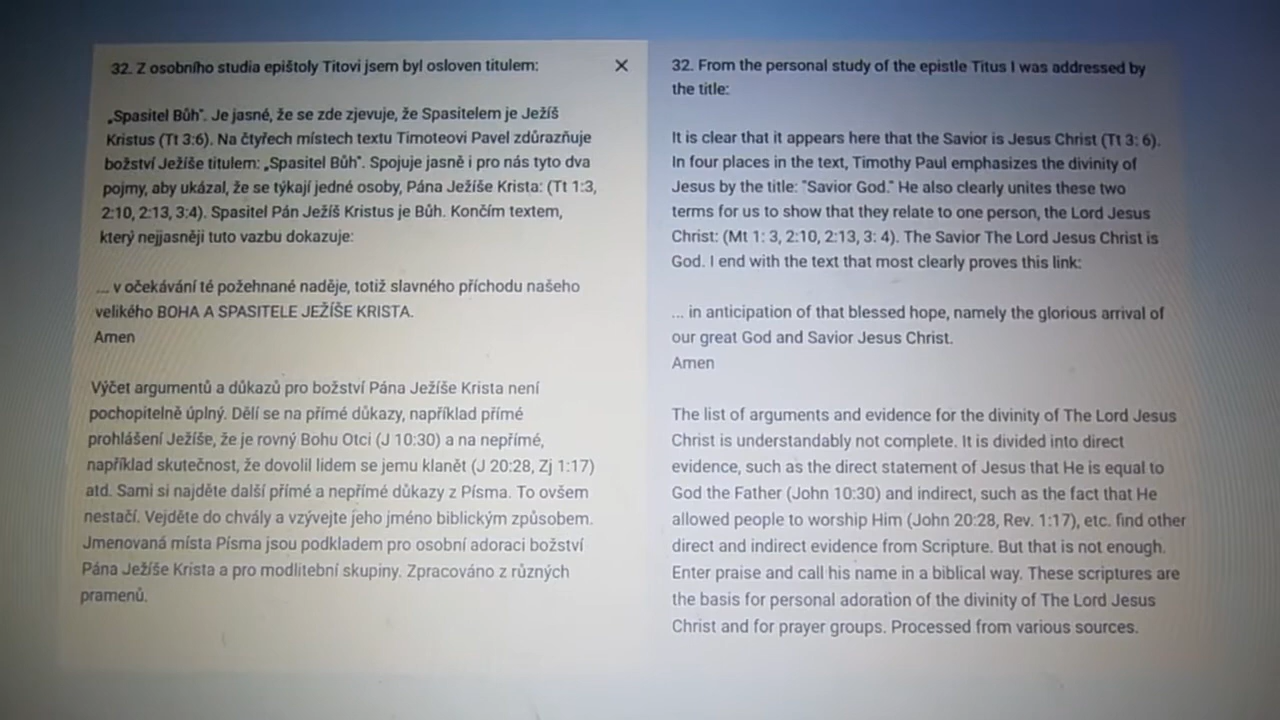 32. Z osobního studia epištoly Titovi jsem byl osloven titulem:
„Spasitel Bůh". Je jasné, že se zde zjevuje, že Spasitelem je Ježíš
Kristus (Tt 3:6). Na čtyřech místech textu Timoteovi Pavel zdůrazňuje
božství Ježíše titulem: „Spasitel Bůh". Spojuje jasně i pro nás tyto dva
pojmy, aby ukázal, že se týkají jedné osoby, Pána Ježíše Krista: (Tt 1:3,
2:10, 2:13, 3:4). Spasitel Pán Ježíš Kristus je Bůh. Končím textem,
který nejjasněji tuto vazbu dokazuje:
... v očekávání té požehnané naděje, totiž slavného příchodu našeho
velikého BOHA A SPASITELE JEŽÍŠE KRISTA.
Amen
Výčet argumentů a důkazů pro božství Pána Ježíše Krista není
pochopitelně úplný. Dělí se na přímé důkazy, například přímé
prohlášení Ježíše, že je rovný Bohu Otci (J 10:30) a na nepřímé,
například skutečnost, že dovolil lidem se jemu klanět (J 20:28, Zj 1:17)
atd. Sami si najděte další přímé a nepřímé důkazy z Písma. To ovšem
nestačí. Vejděte do chvály a vzývejte jeho jméno biblickým způsobem.
Jmenovaná místa Písma jsou podkladem pro osobní adoraci božství
Pána Ježíše Krista a pro modlitební skupiny. Zpracováno z různých
pramenů.
32. From the personal study of the epistle Titus I was addressed by
the title:
It is clear that it appears here that the Savior is Jesus Christ (Tt 3: 6).
In four places in the text, Timothy Paul emphasizes the divinity of
Jesus by the title: "Savior God." He also clearly unites these two
terms for us to show that they relate to one person, the Lord Jesus
Christ: (Mt 1: 3, 2:10, 2:13, 3: 4). The Savior The Lord Jesus Christ is
God. I end with the text that most clearly proves this link:
... in anticipation of that blessed hope, namely the glorious arrival of
our great God and Savior Jesus Christ.
Amen
The list of arguments and evidence for the divinity of The Lord Jesus
Christ is understandably not complete. It is divided into direct
evidence, such as the direct statement of Jesus that He is equal to
God the Father (John 10:30) and indirect, such as the fact that He
allowed people to worship Him (John 20:28, Rev. 1:17), etc. find other
direct and indirect evidence from Scripture. But that is not enough.
Enter praise and call his name in a biblical way. These scriptures are
the basis for personal adoration of the divinity of The Lord Jesus
Christ and for prayer groups. Processed from various sources.